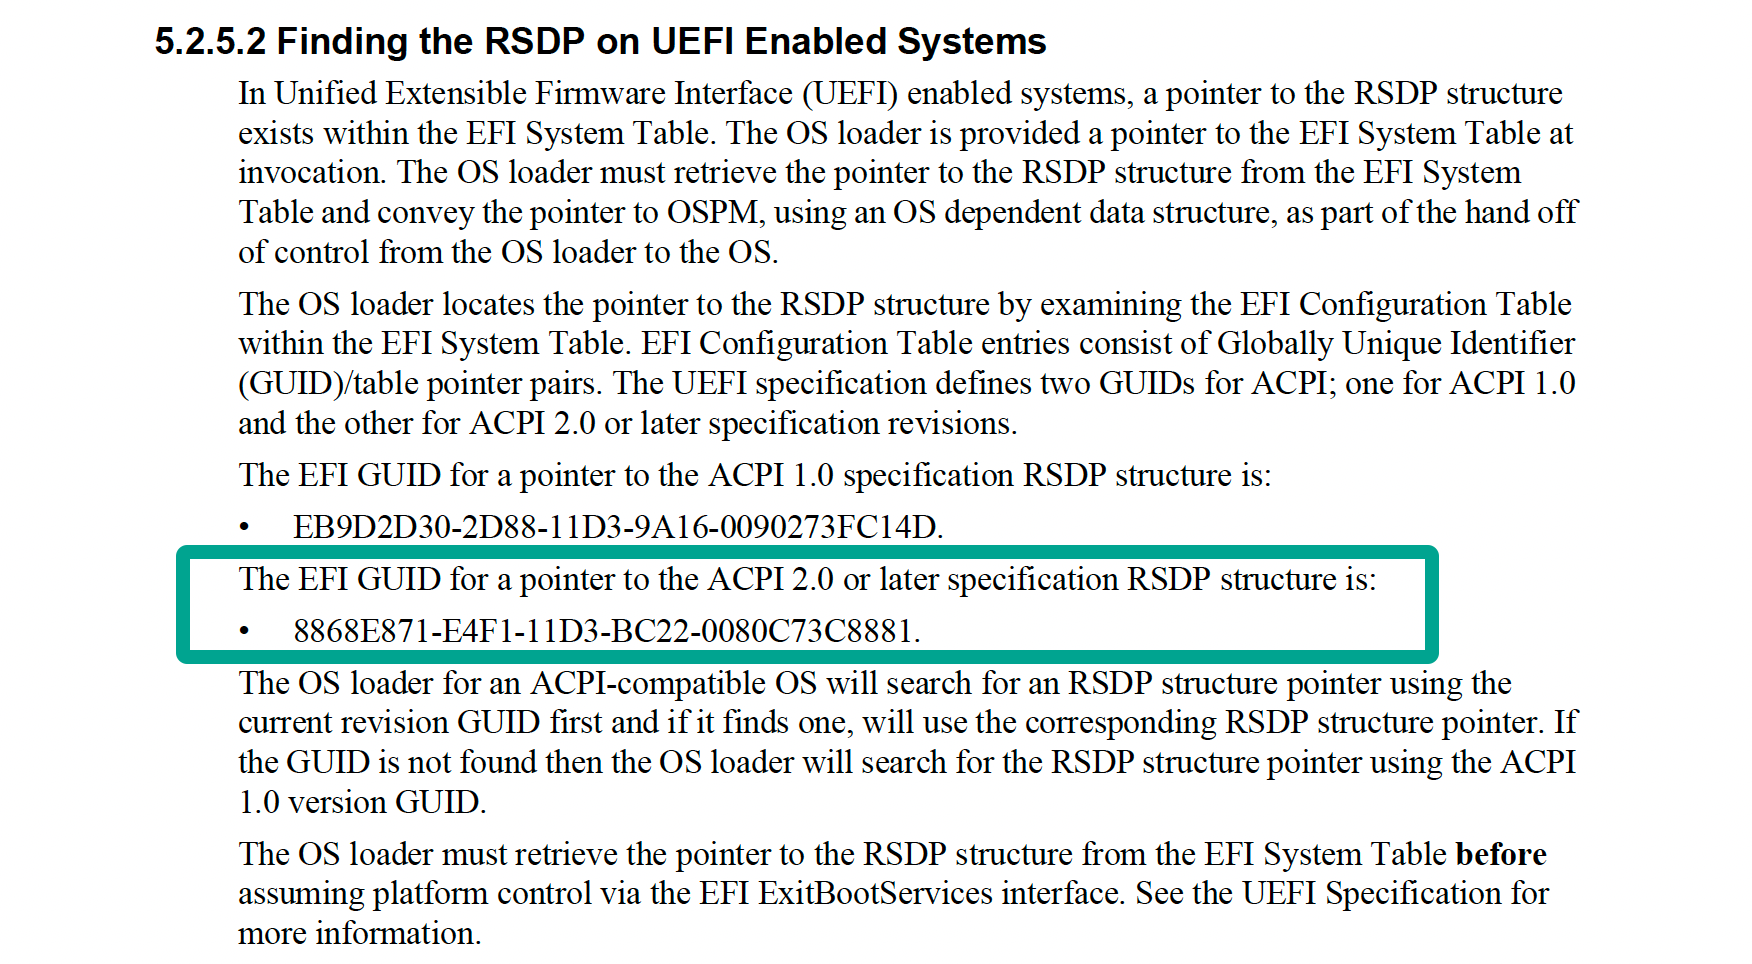 5.2.5.2 Finding the RSDP on UEFI Enabled Systems
In Unified Extensible Firmware Interface (UEFI) enabled systems, a pointer to the RSDP structure
exists within the EFI System Table. The OS loader is provided a pointer to the EFI System Table at
invocation. The OS loader must retrieve the pointer to the RSDP structure from the EFI System
Table and convey the pointer to OSPM, using an OS dependent data structure, as part of the hand off
of control from the OS loader to the OS.
The OS loader locates the pointer to the RSDP structure by examining the EFI Configuration Table
within the EFI System Table. EFI Configuration Table entries consist of Globally Unique Identifier
(GUID)/table pointer pairs. The UEFI specification defines two GUIDs for ACPI; one for ACPI 1.0
and the other for ACPI 2.0 or later specification revisions.
The EFI GUID for a pointer to the ACPI 1.0 specification RSDP structure is:
• EB9D2D30-2D88-11D3-9A16-0090273FC14D.
The EFI GUID for a pointer to the ACPI 2.0 or later specification RSDP structure is:
• 8868E871-E4F1-11D3-BC22-0080C73C8881.
The OS loader for an ACPI-compatible OS will search for an RSDP structure pointer using the
current revision GUID first and if it finds one, will use the corresponding RSDP structure pointer. If
the GUID is not found then the OS loader will search for the RSDP structure pointer using the ACPI
1.0 version GUID.
The OS loader must retrieve the pointer to the RSDP structure from the EFI System Table before
assuming platform control via the EFI ExitBootServices interface. See the UEFI Specification for
more information.